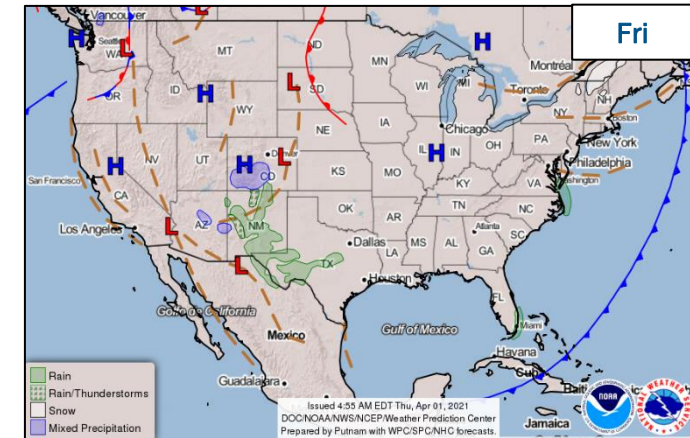 Fri
Vancouver
H
Seattle
WA
L
L
MT
ND
H
Montréal
OR
ID
H
WY
L
SD
MN
WI
MI
Toronto
NH
NY
Boston
NE
IA
Chicago
New York
PA
Philadelphia
H
NV
UT
H
Denver
L
CO
IL
H
IN
OH
San Francisco
CA
KS
MO
KY
VA
Washington
Los Angeles
L
AZ
NM
OK
AR
TN
NC
Atlanta
SC
L
Dallas
TX
LA
MS
AL
GA
Houston
FL
Golfo de California
Mexico
Gulf of Mexico
Miami
Havana
Cuba
Guadalajara
Jamaica
Rain
Rain/Thunderstorms
Snow
Mixed Precipitation
Issued 4:55 AM EDT Thu, Apr 01, 2021
DOC/NOAA/NWS/NCEP/Weather Prediction Center
Prepared by Putnam with WPC/SPC/NHC forecasts.
NOAA
NATIONAL WEATHER SERVICE